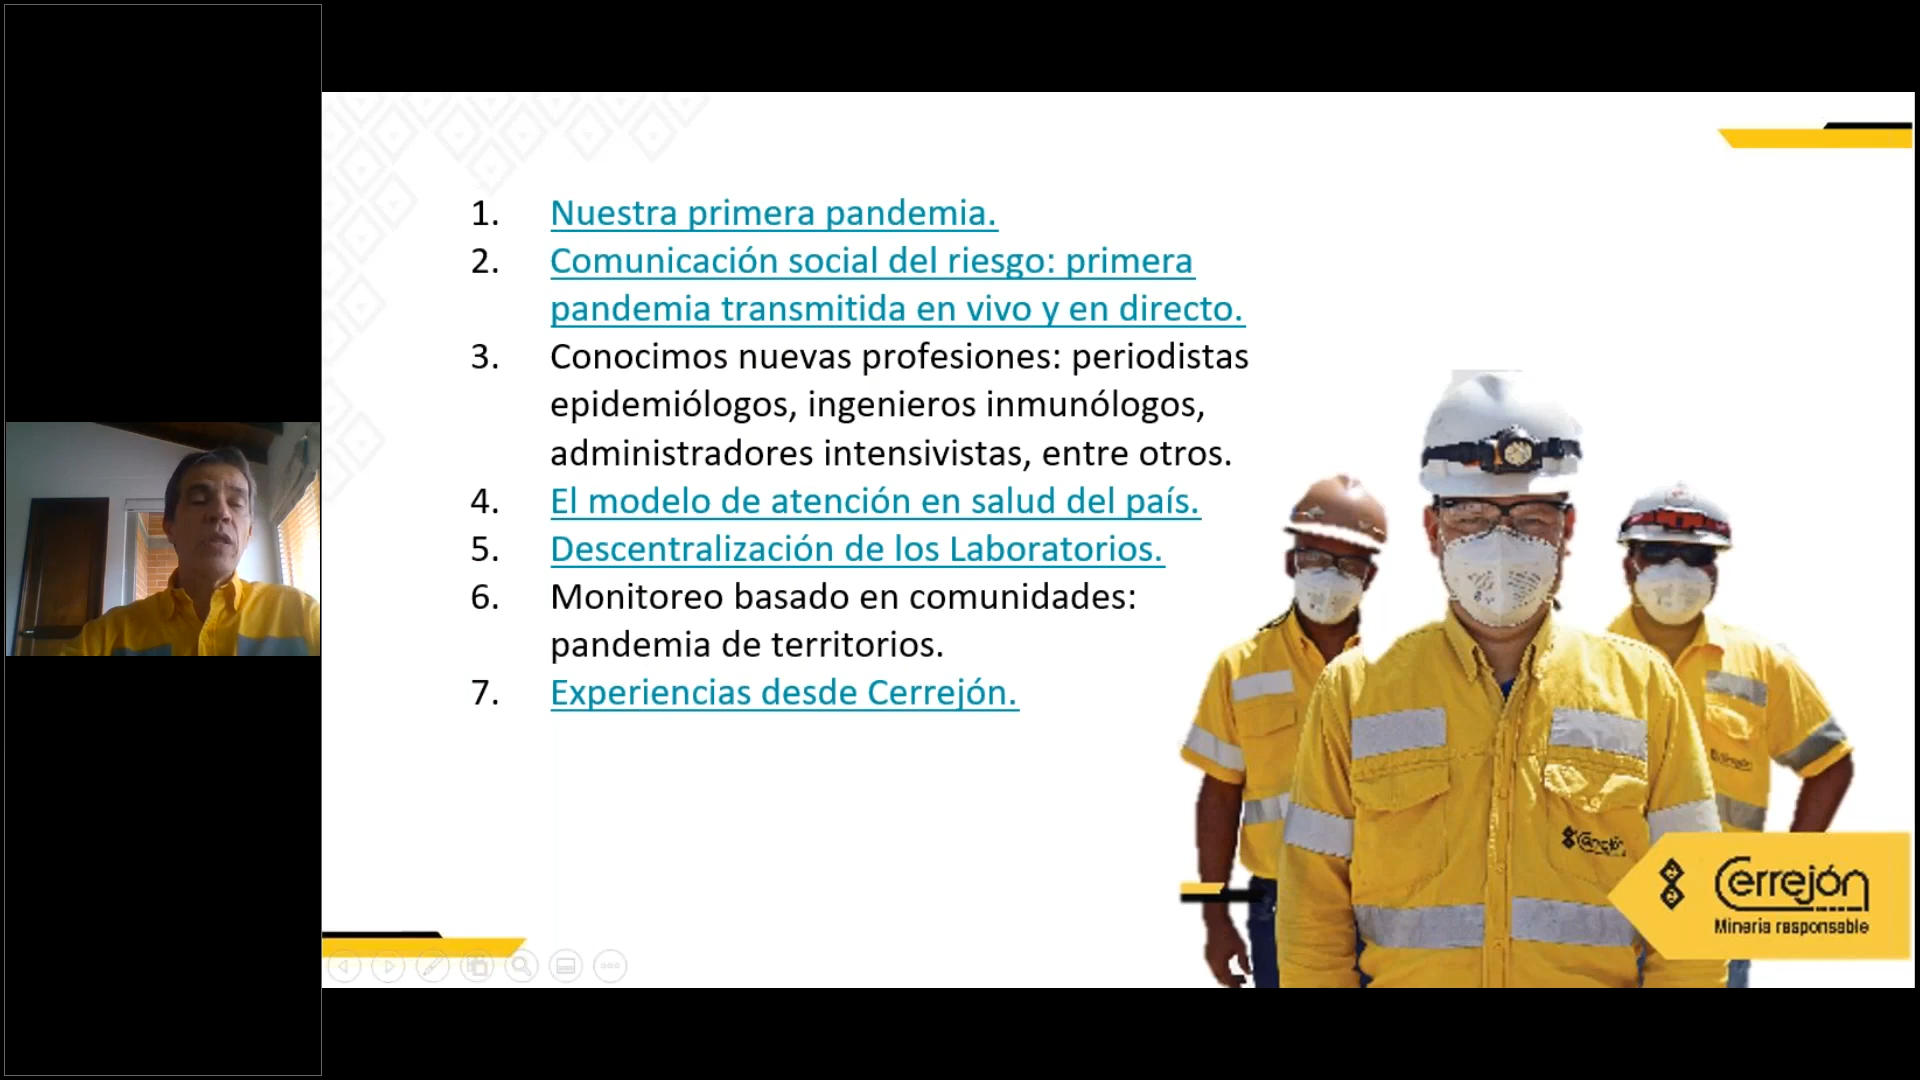 1. Nuestra primera pandemia.
2. Comunicación social del riesgo: primera
pandemia transmitida en vivo y en directo.
3. Conocimos nuevas profesiones: periodistas
epidemiólogos, ingenieros inmunólogos,
administradores intensivistas, entre otros.
4. El modelo de atención en salud del país.
5. Descentralización de los Laboratorios.
6. Monitoreo basado en comunidades:
pandemia de territorios.
7. Experiencias desde Cerrejón.
Cerrejón
Cerrejón
Cerrejón
Minería responsable